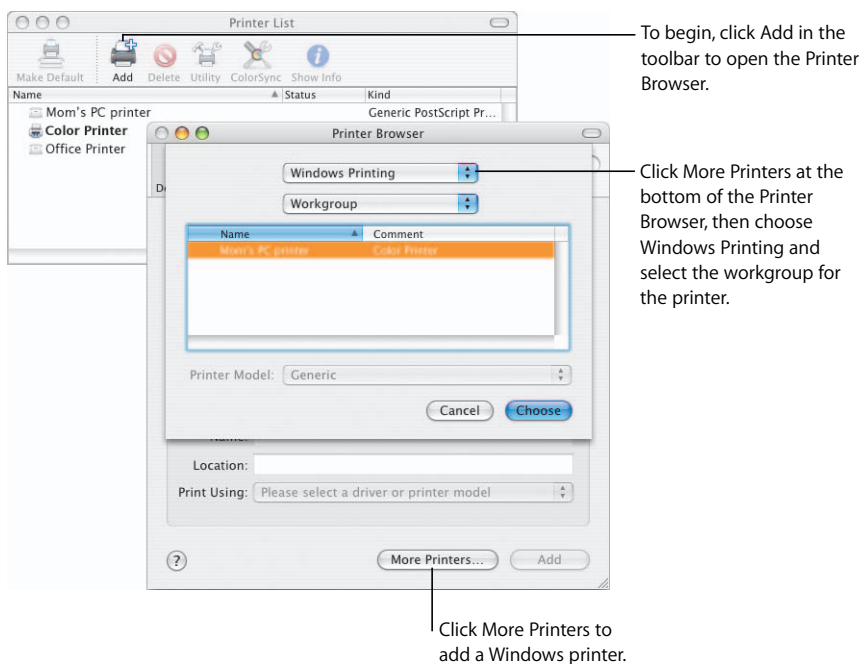 Printer List
Make Default Add Delete Utility ColorSync Show Info
Name Status Kind
Mom's PC printer Generic PostScript Pr...
Color Printer
Office Printer
Printer Browser
Windows Printing
Workgroup
Name Comment
Mom's PC printer Color Printer
Printer Model: Generic
Cancel Choose
Name:
Location:
Print Using: Please select a driver or printer model
? More Printers... Add
To begin, click Add in the
toolbar to open the Printer
Browser.
Click More Printers at the
bottom of the Printer
Browser, then choose
Windows Printing and
select the workgroup for
the printer.
Click More Printers to
add a Windows printer.